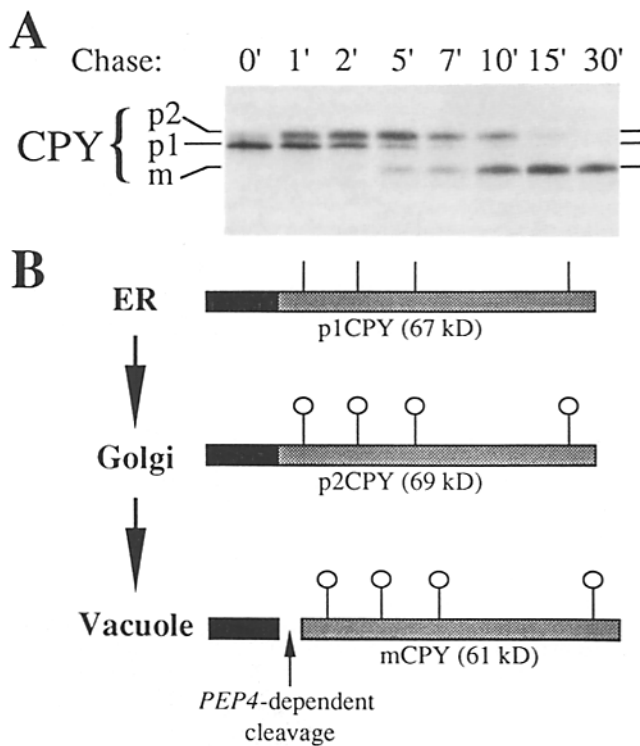 A
Chase: 0' 1' 2' 5' 7' 10' 15' 30'
p2
CPY { p1
m
B
ER
p1CPY (67 kD)
Golgi
p2CPY (69 kD)
Vacuole
mCPY (61 kD)
PEP4-dependent
cleavage